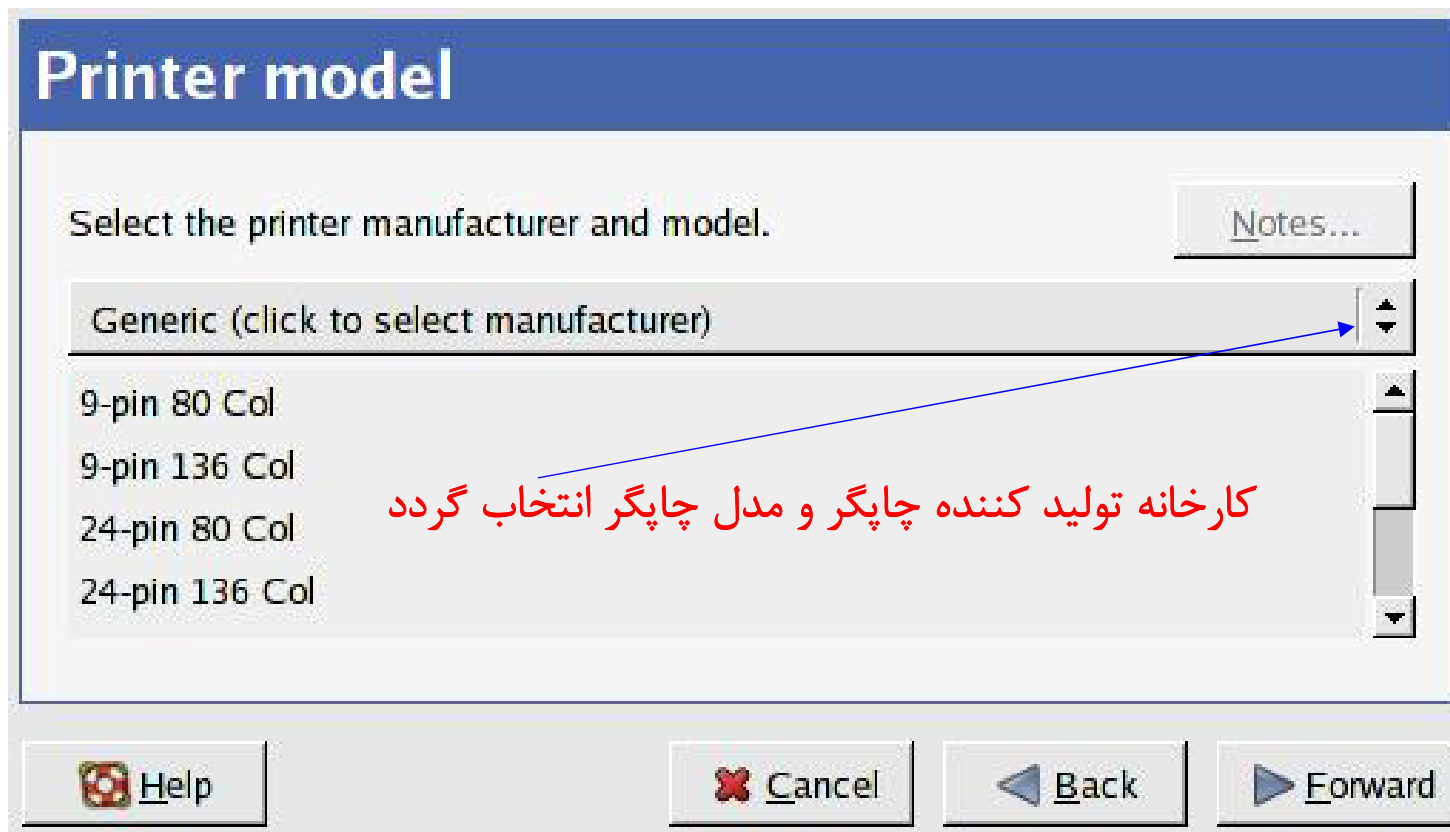 Printer model
Select the printer manufacturer and model.
Notes...
Generic (click to select manufacturer)
9-pin 80 Col
9-pin 136 Col
کارخانه تولید کننده چاپگر و مدل چاپگر انتخاب گردد
24-pin 80 Col
24-pin 136 Col
Help
Cancel
Back
Forward